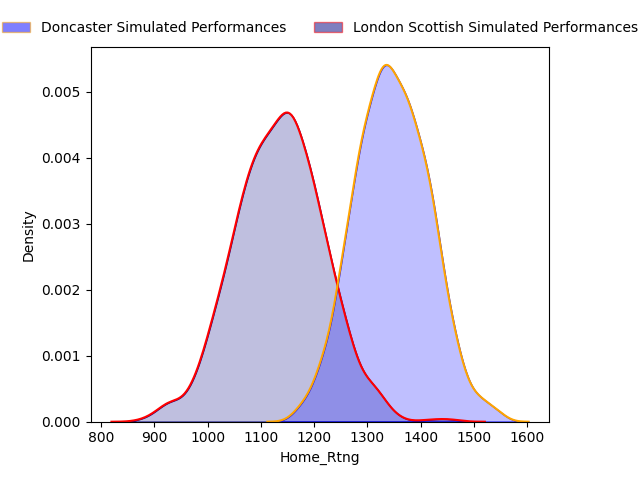 Doncaster Simulated Performances London Scottish Simulated Performances
0.005
0.004
0.003
0.002
0.001
0.000
Density
800 900 1000 1100 1200 1300 1400 1500 1600
Home_Rtng